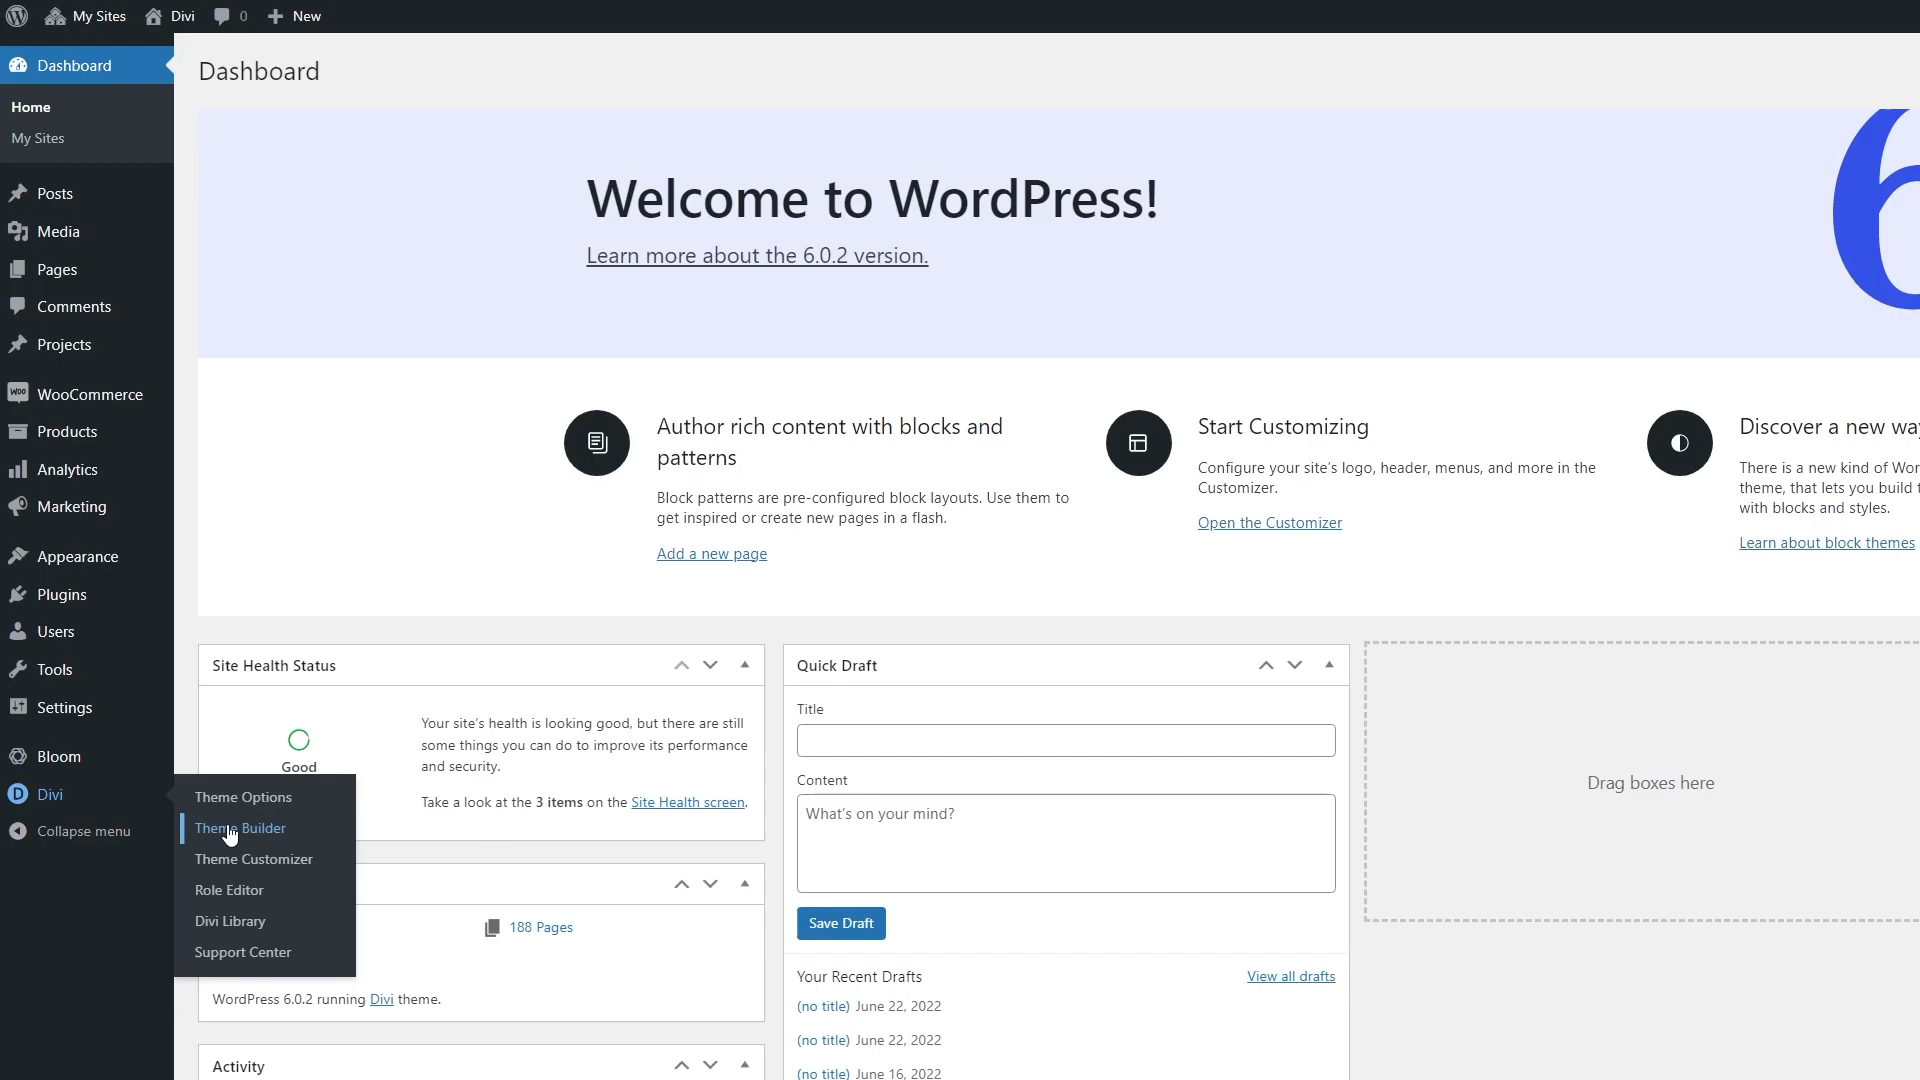 My Sites
Divi
0
New
Dashboard
Home
My Sites
Posts
Media
Pages
Comments
Projects
WooCommerce
Products
Analytics
Marketing
Appearance
Plugins
Users
Tools
Settings
Bloom
Divi
Collapse menu
Theme Options
Theme Builder
Theme Customizer
Role Editor
Divi Library
Support Center
Dashboard
Welcome to WordPress!
Learn more about the 6.0.2 version.
6
Author rich content with blocks and
patterns
Block patterns are pre-configured block layouts. Use them to
get inspired or create new pages in a flash.
Add a new page
Start Customizing
Configure your site's logo, header, menus, and more in the
Customizer.
Open the Customizer
Discover a new
There is a new kind of
theme, that lets you build
with blocks and styles.
Learn about block themes
Site Health Status
Good
Your site's health is looking good, but there are still
some things you can do to improve its performance
and security.
Take a look at the 3 items on the Site Health screen.
188 Pages
WordPress 6.0.2 running Divi theme.
Activity
Quick Draft
Title
Content
What's on your mind?
Save Draft
Your Recent Drafts
View all drafts
(no title) June 22, 2022
(no title) June 22, 2022
(no title) June 16, 2022
Drag boxes here